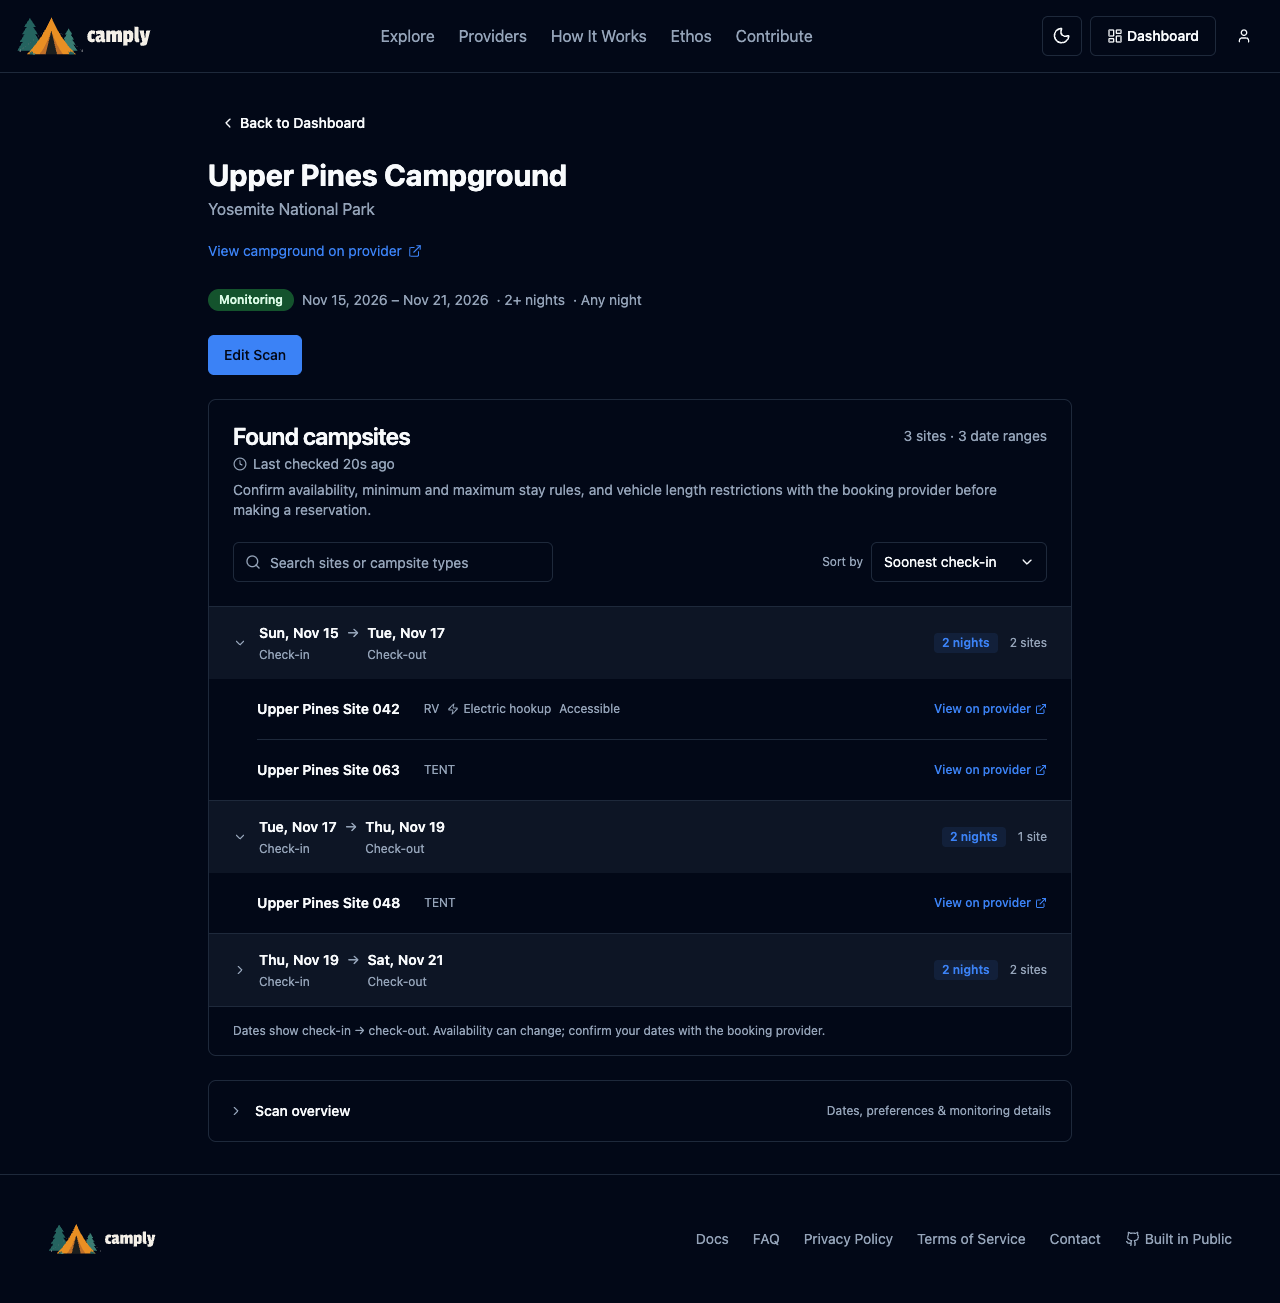 camply
Explore Providers How It Works Ethos Contribute
Dashboard
Back to Dashboard
Upper Pines Campground
Yosemite National Park
View campground on provider
Monitoring Nov 15, 2026 – Nov 21, 2026 · 2+ nights · Any night
Edit Scan
Found campsites
3 sites · 3 date ranges
Last checked 20s ago
Confirm availability, minimum and maximum stay rules, and vehicle length restrictions with the booking provider before
making a reservation.
Search sites or campsite types
Sort by Soonest check-in
Sun, Nov 15 → Tue, Nov 17
Check-in Check-out
2 nights 2 sites
Upper Pines Site 042 RV Electric hookup Accessible View on provider
Upper Pines Site 063 TENT View on provider
Tue, Nov 17 → Thu, Nov 19
Check-in Check-out
2 nights 1 site
Upper Pines Site 048 TENT View on provider
Thu, Nov 19 → Sat, Nov 21
Check-in Check-out
2 nights 2 sites
Dates show check-in → check-out. Availability can change; confirm your dates with the booking provider.
Scan overview Dates, preferences & monitoring details
camply
Docs FAQ Privacy Policy Terms of Service Contact Built in Public